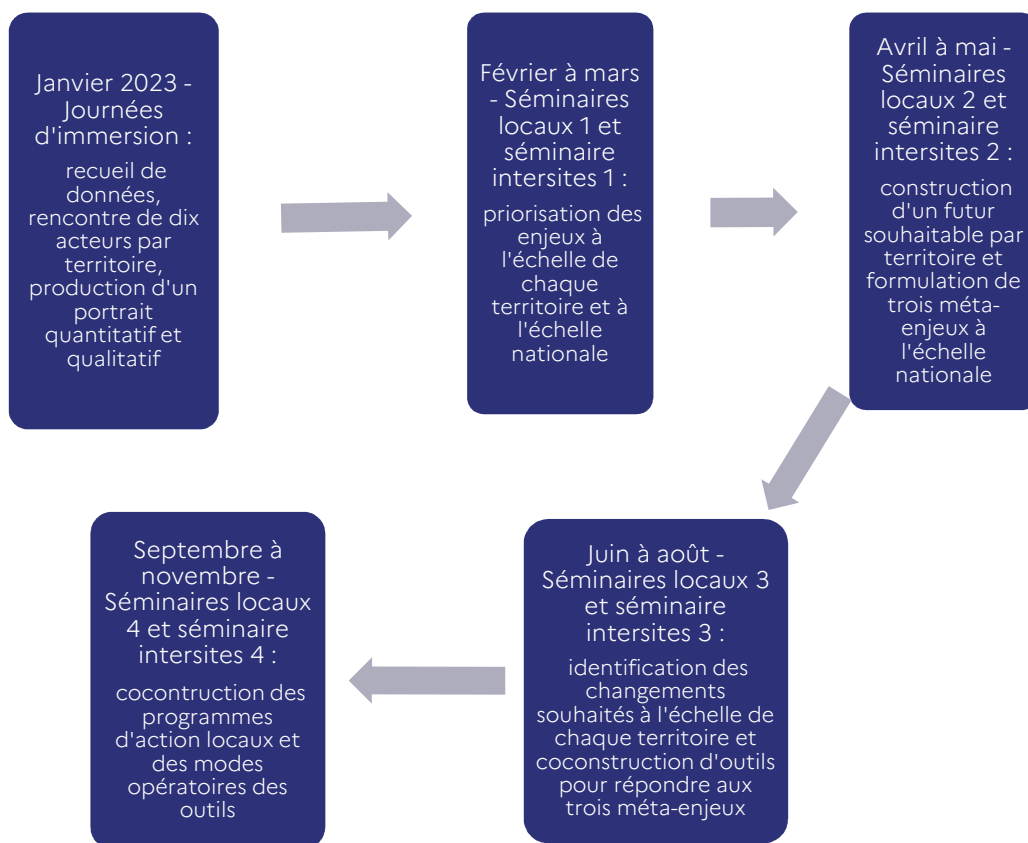 Janvier 2023 -
Journées
d'immersion :
recueil de
données,
rencontre de dix
acteurs par
territoire,
production d'un
portrait
quantitatif et
qualitatif
Février à mars
- Séminaires
locaux 1 et
séminaire
intersites 1 :
priorisation des
enjeux à
l'échelle de
chaque
territoire et à
l'échelle
nationale
Avril à mai -
Séminaires
locaux 2 et
séminaire
intersites 2 :
construction
d'un futur
souhaitable par
territoire et
formulation de
trois méta-
enjeux à
l'échelle
nationale
Juin à août -
Séminaires locaux 3
et séminaire
intersites 3 :
identification des
changements
souhaités à l'échelle de
chaque territoire et
coconstruction d'outils
pour répondre aux
trois méta-enjeux
Septembre à
novembre -
Séminaires locaux
4 et séminaire
intersites 4 :
cocontruction des
programmes
d'action locaux et
des modes
opératoires des
outils